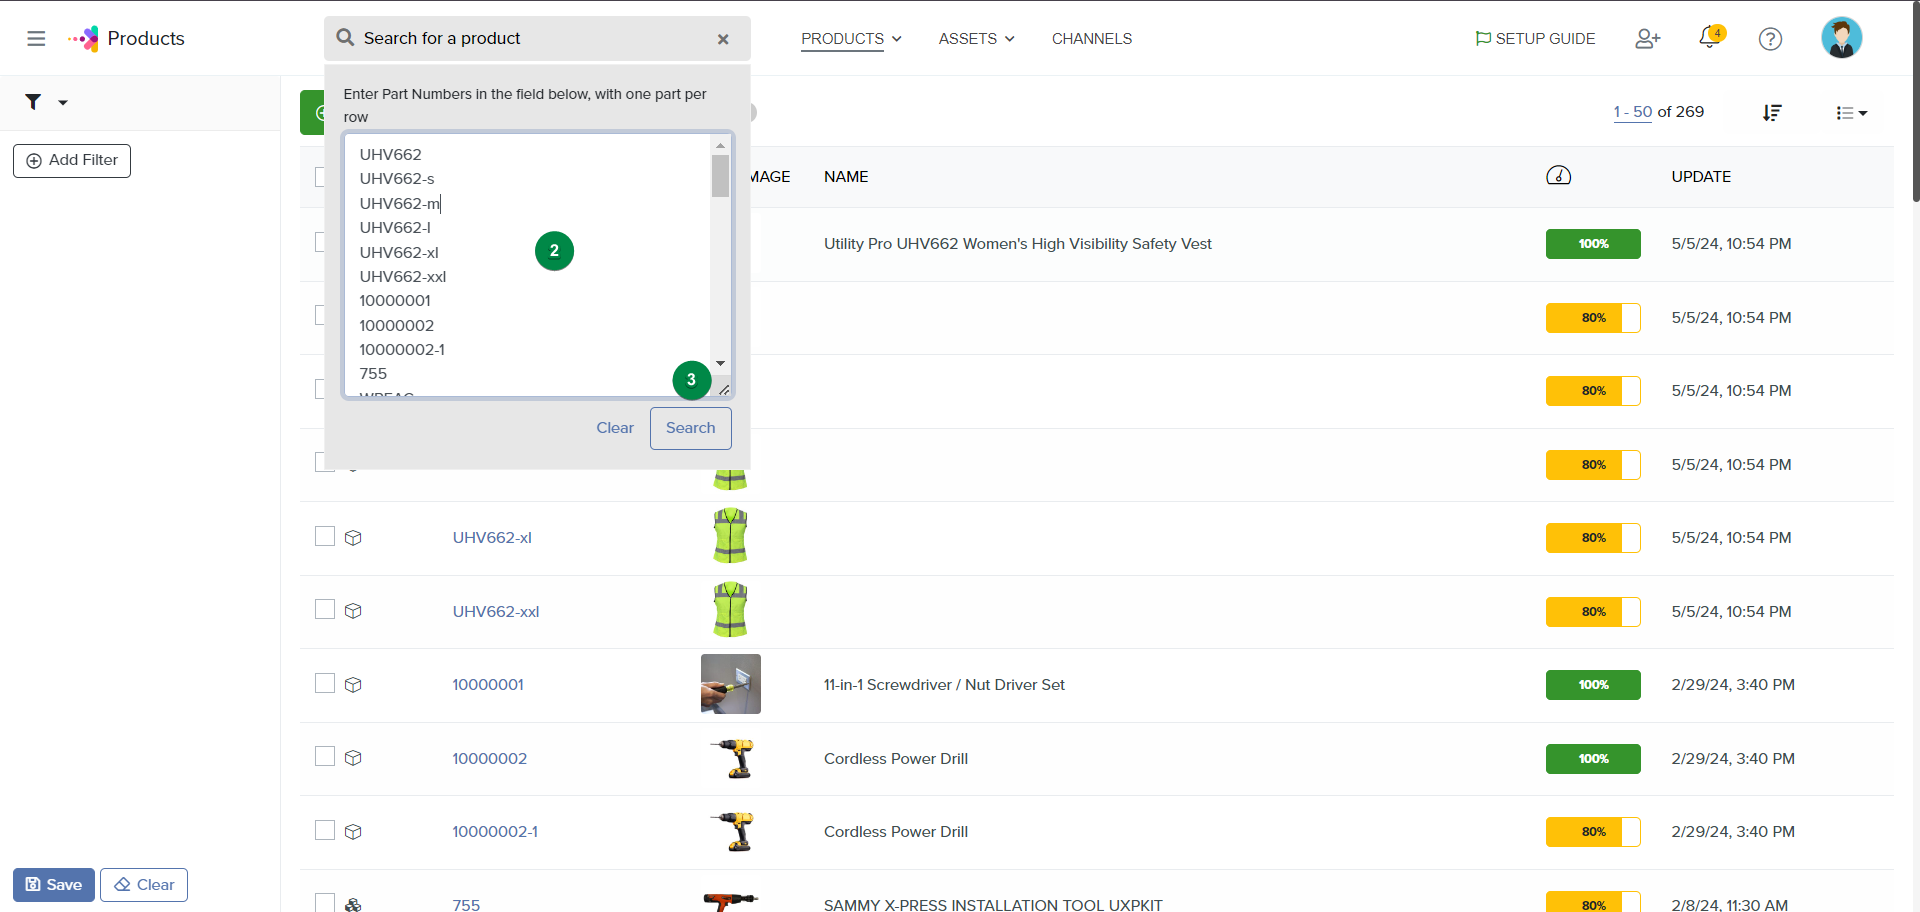 Products
Search for a product
PRODUCTS
ASSETS
CHANNELS
SETUP GUIDE
4
Enter Part Numbers in the field below, with one part per
row
UHV662
UHV662-s
UHV662-m
UHV662-l
UHV662-xl
UHV662-xxl
10000001
10000002
10000002-1
755
2
3
Clear
Search
Add Filter
1 - 50 of 269
MAGE
NAME
UPDATE
Utility Pro UHV662 Women's High Visibility Safety Vest
100%
5/5/24, 10:54 PM
80%
5/5/24, 10:54 PM
80%
5/5/24, 10:54 PM
80%
5/5/24, 10:54 PM
UHV662-xl
80%
5/5/24, 10:54 PM
UHV662-xxl
80%
5/5/24, 10:54 PM
10000001
11-in-1 Screwdriver / Nut Driver Set
100%
2/29/24, 3:40 PM
10000002
Cordless Power Drill
100%
2/29/24, 3:40 PM
10000002-1
Cordless Power Drill
80%
2/29/24, 3:40 PM
755
SAMMY X-PRESS INSTALLATION TOOL UXPKIT
80%
2/8/24, 11:30 AM
Save
Clear